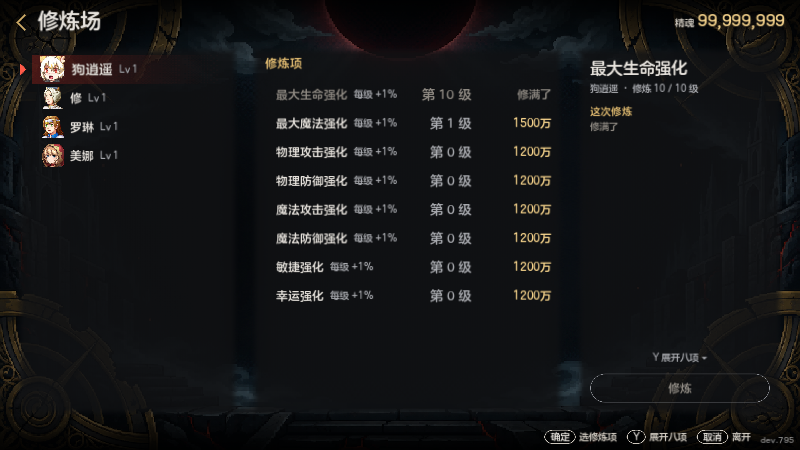 修炼场
精魂 99,999,999
狗逍遥 Lv1
修 Lv1
罗琳 Lv1
美娜 Lv1
修炼项
最大生命强化 每级 +1% 第 10 级 修满了
最大魔法强化 每级 +1% 第 1 级 1500万
物理攻击强化 每级 +1% 第 0 级 1200万
物理防御强化 每级 +1% 第 0 级 1200万
魔法攻击强化 每级 +1% 第 0 级 1200万
魔法防御强化 每级 +1% 第 0 级 1200万
敏捷强化 每级 +1% 第 0 级 1200万
幸运强化 每级 +1% 第 0 级 1200万
最大生命强化
狗逍遥 · 修炼 10 / 10 级
这次修炼
修满了
Y 展开八项
修炼
确定 选修炼项 Y 展开八项 取消 离开
dev.795